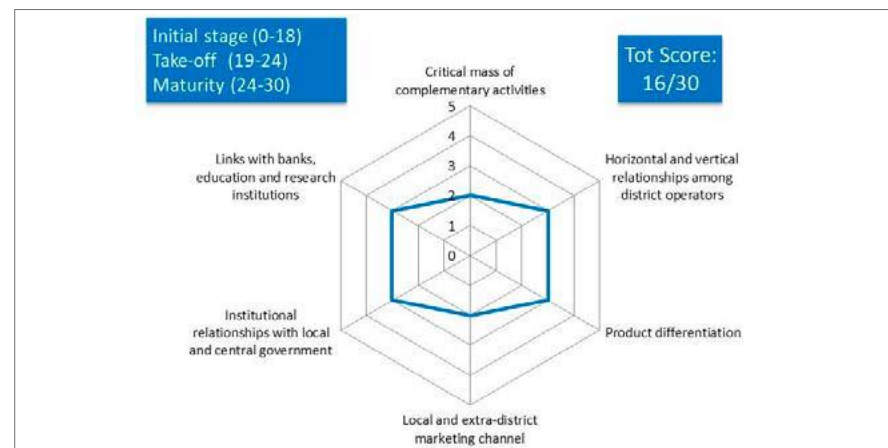 Initial stage (0-18)
Take-off (19-24)
Maturity (24-30)
Tot Score:
16/30
Critical mass of
complementary activities
5
4
3
2
1
0
Links with banks,
education and research
institutions
Horizontal and vertical
relationships among
district operators
Institutional
relationships with local
and central government
Product differentiation
Local and extra-district
marketing channel